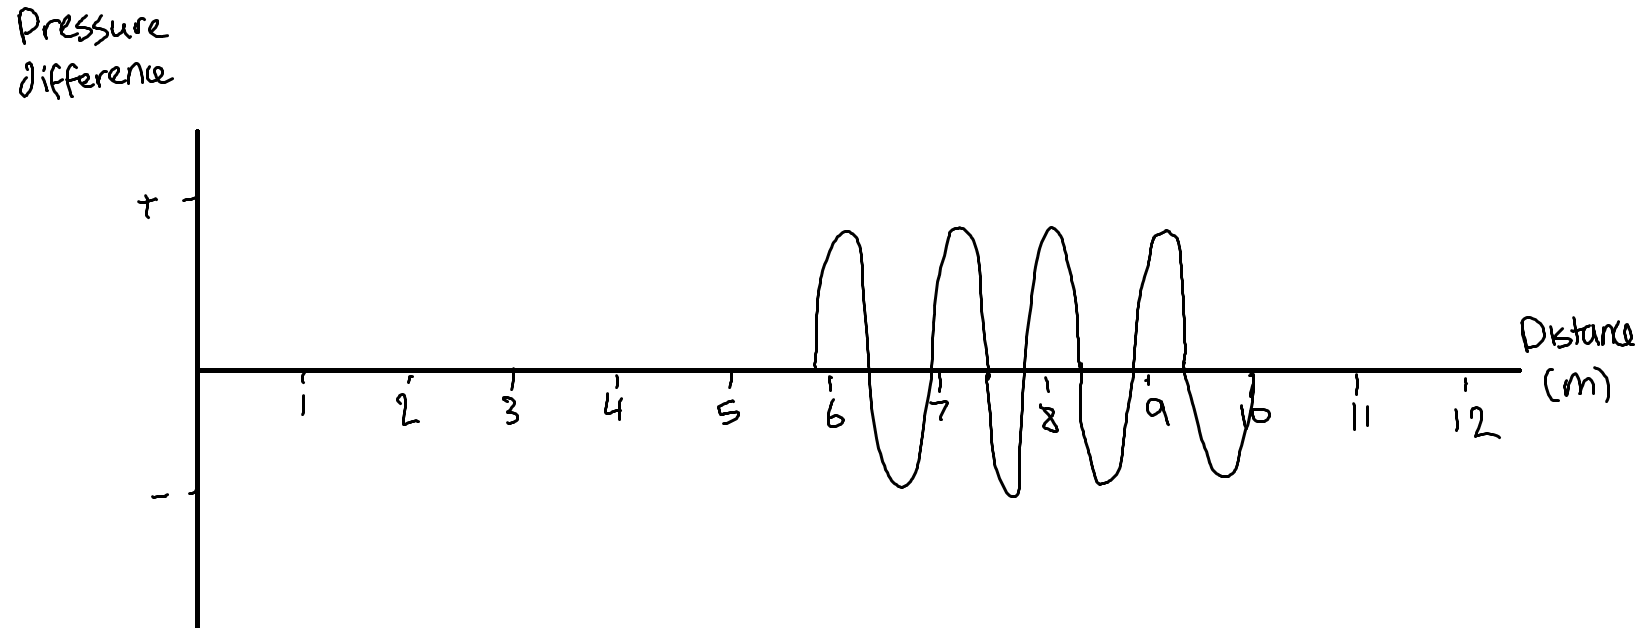 Pressure
difference
+
Distance
(m)
1 2 3 4 5 6 7 8 9 10 11 12
-